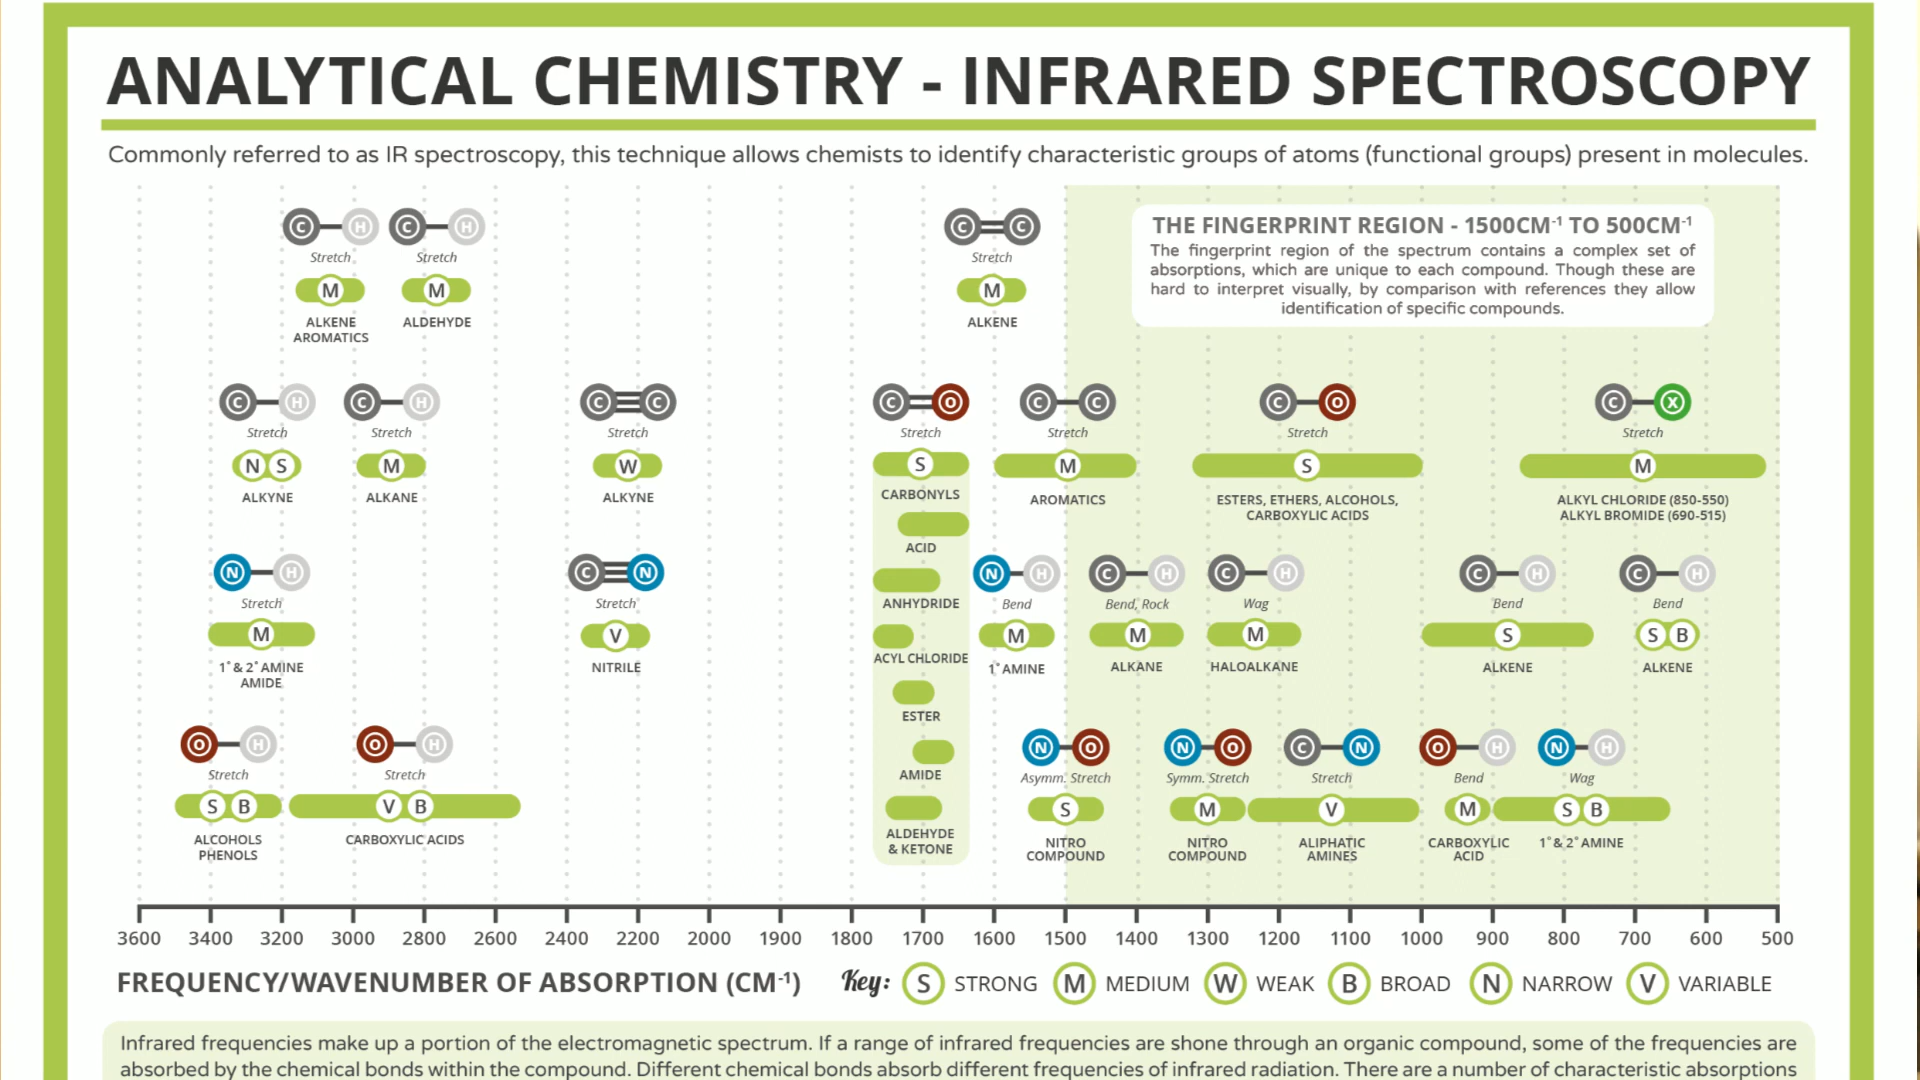 ANALYTICAL CHEMISTRY - INFRARED SPECTROSCOPY
Commonly referred to as IR spectroscopy, this technique allows chemists to identify characteristic groups of atoms (functional groups) present in molecules.
C H C H C C
Stretch Stretch Stretch
M M M
ALKENE AROMATICS ALDEHYDE ALKENE
THE FINGERPRINT REGION - 1500CM-1 TO 500CM-1
The fingerprint region of the spectrum contains a complex set of
absorptions, which are unique to each compound. Though these are
hard to interpret visually, by comparison with references they allow
identification of specific compounds.
C H C H C C C O C C C O C X
Stretch Stretch Stretch Stretch Stretch Stretch Stretch
N S M W S M S M
ALKYNE ALKANE ALKYNE CARBONYLS AROMATICS ESTERS, ETHERS, ALCOHOLS, ALKYL CHLORIDE (850-550)
CARBOXYLIC ACIDS ALKYL BROMIDE (690-515)
ACID
N H C N N H C H C H C H C H
Stretch Stretch ANHYDRIDE Bend Bend, Rock Wag Bend Bend
M V M M M S S B
1° & 2° AMINE NITRILE ACYL CHLORIDE 1° AMINE ALKANE HALOALKANE ALKENE ALKENE
AMIDE
ESTER
O H O H N O N O C N O H N H
Stretch Stretch AMIDE Asymm. Stretch Symm. Stretch Stretch Bend Wag
S B V B S M V M S B
ALCOHOLS CARBOXYLIC ACIDS ALDEHYDE NITRO NITRO ALIPHATIC CARBOXYLIC 1° & 2° AMINE
PHENOLS & KETONE COMPOUND COMPOUND AMINES ACID
3600 3400 3200 3000 2800 2600 2400 2200 2000 1900 1800 1700 1600 1500 1400 1300 1200 1100 1000 900 800 700 600 500
FREQUENCY/WAVENUMBER OF ABSORPTION (CM-1) Key: S STRONG M MEDIUM W WEAK B BROAD N NARROW V VARIABLE
Infrared frequencies make up a portion of the electromagnetic spectrum. If a range of infrared frequencies are shone through an organic compound, some of the frequencies are
absorbed by the chemical bonds within the compound. Different chemical bonds absorb different frequencies of infrared radiation. There are a number of characteristic absorptions